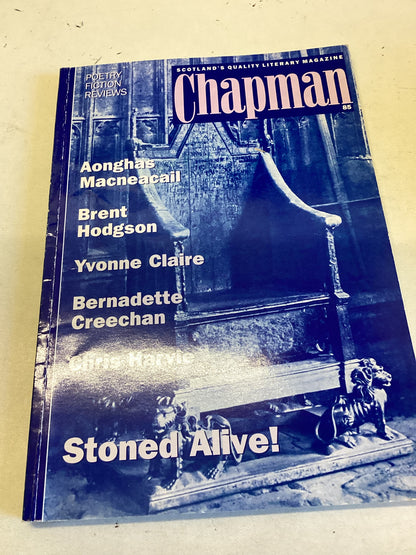 POETRY
FICTION
REVIEWS
SCOTLAND'S QUALITY LITERARY MAGAZINE
Chapman
85
Aonghas
Macneacail
Brent
Hodgson
Yvonne Claire
Bernadette
Creechan
Chris Harvie
Stoned Alive!